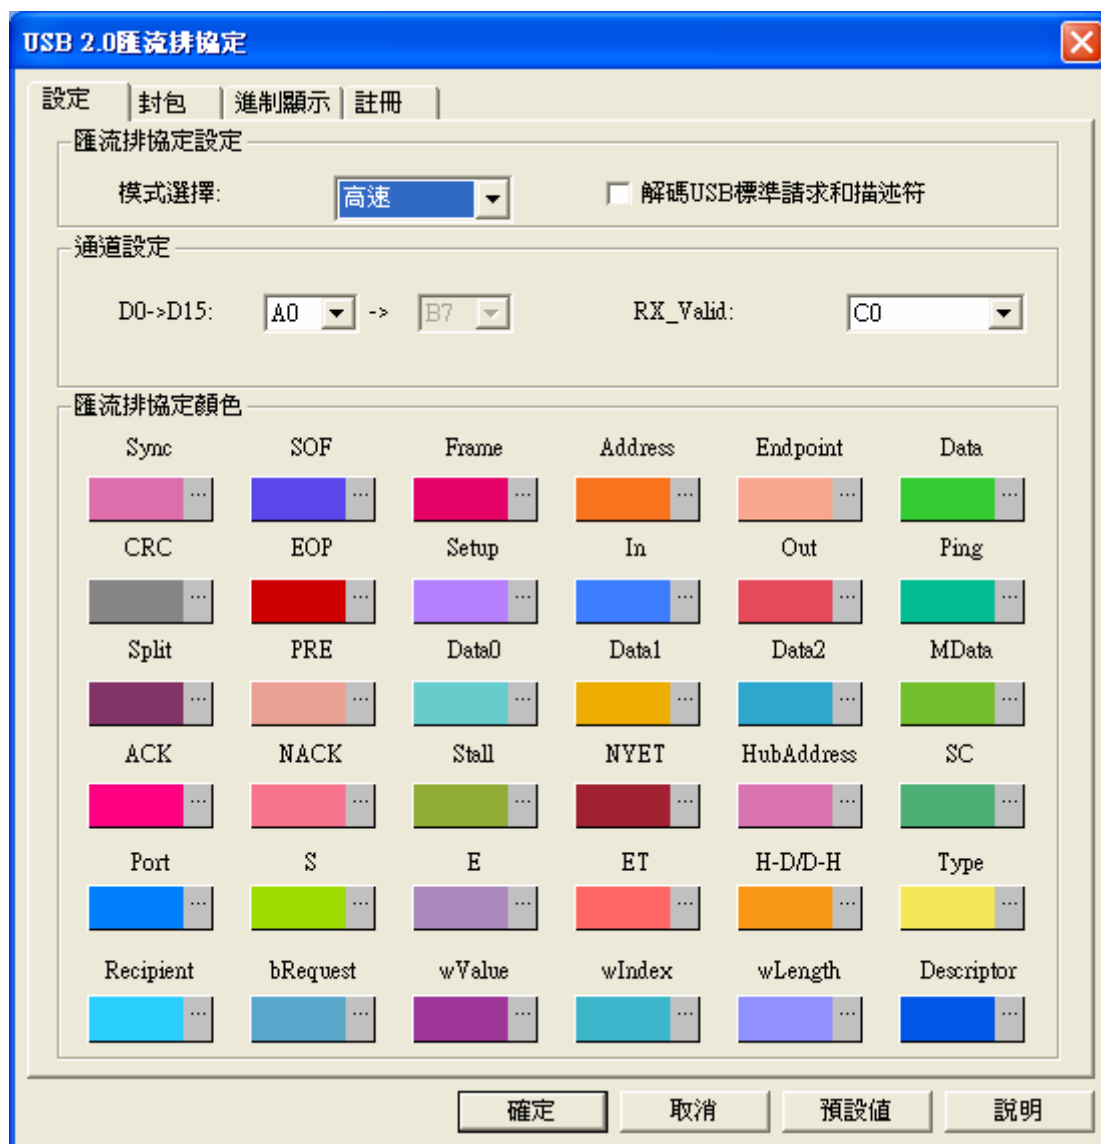 USB 2.0匯流排協定
設定 封包 進制顯示 註冊
匯流排協定設定
模式選擇: 高速 解碼USB標準請求和描述符
通道設定
D0->D15: A0 -> B7 RX_Valid: C0
匯流排協定顏色
Sync SOF Frame Address Endpoint Data
... ... ... ... ... ...
CRC EOP Setup In Out Ping
... ... ... ... ... ...
Split PRE Data0 Data1 Data2 MData
... ... ... ... ... ...
ACK NACK Stall NYET HubAddress SC
... ... ... ... ... ...
Port S E ET H-D/D-H Type
... ... ... ... ... ...
Recipient bRequest wValue wIndex wLength Descriptor
... ... ... ... ... ...
確定 取消 預設值 說明